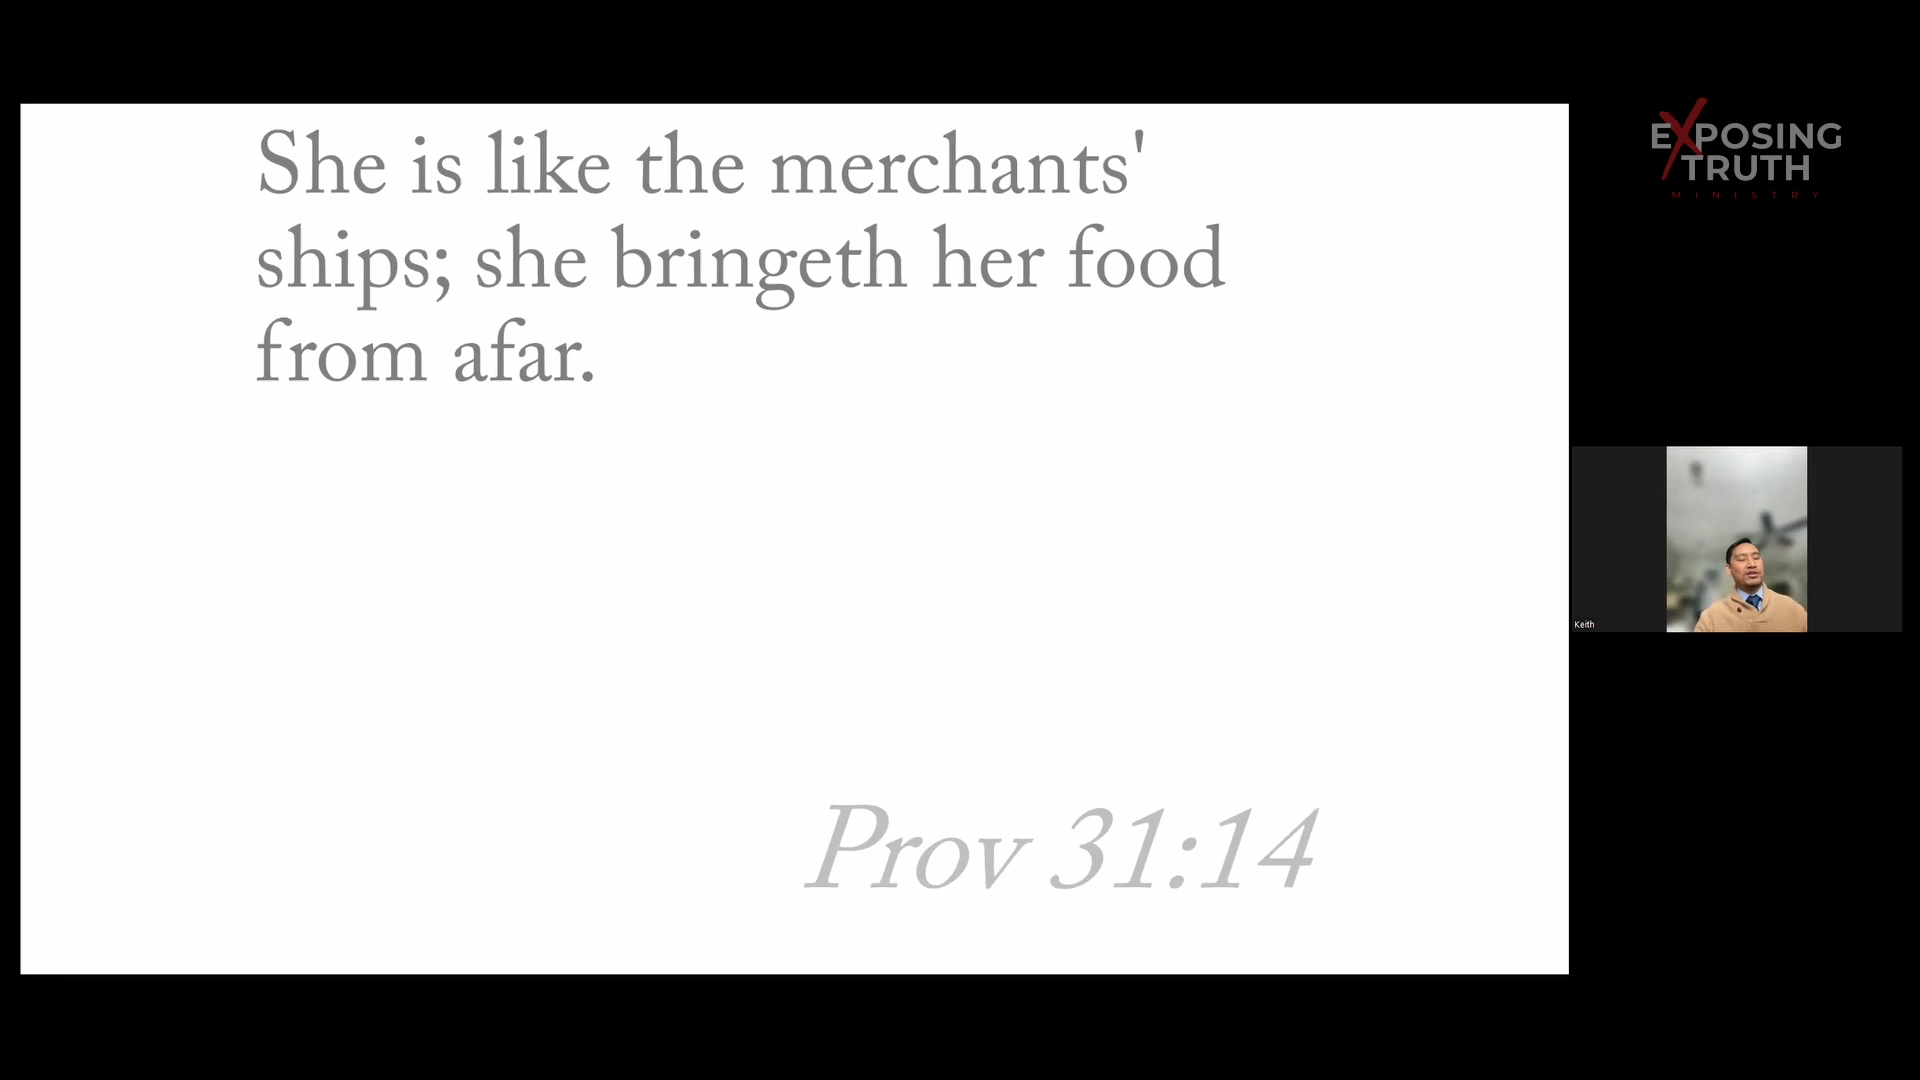 She is like the merchants'
ships; she bringeth her food
from afar.
Prov 31:14
EXPOSING
TRUTH
MINISTRY
Keith